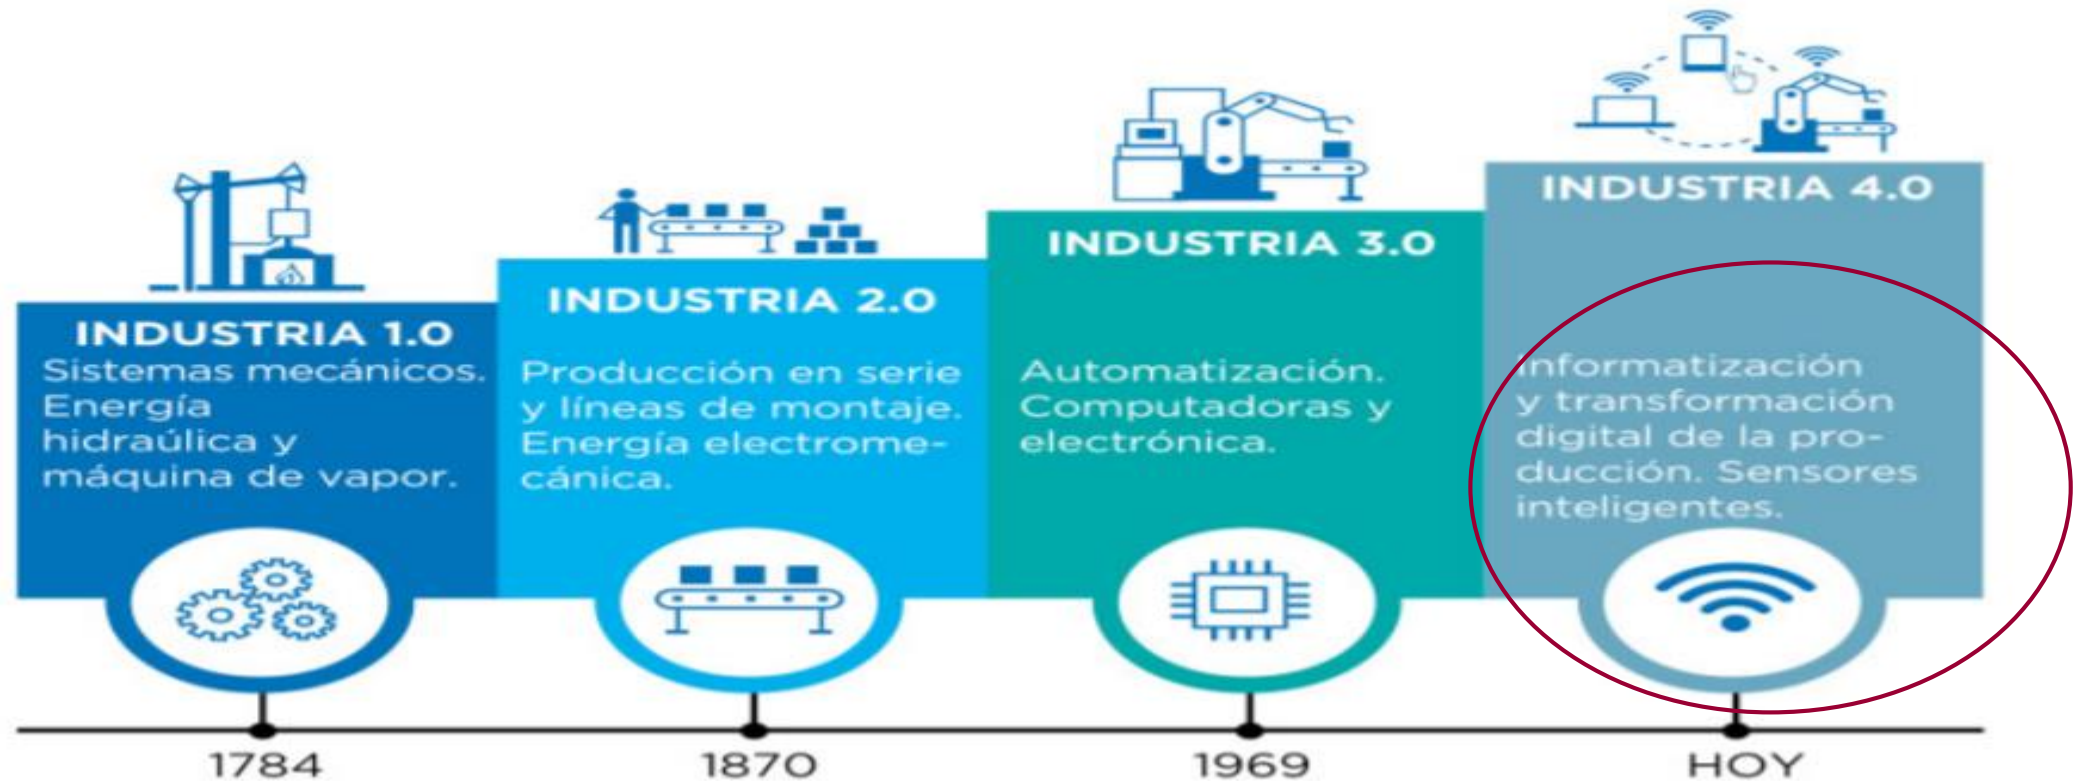 INDUSTRIA 1.0
Sistemas mecánicos.
Energía
hidraúlica y
máquina de vapor.
1784
INDUSTRIA 2.0
Producción en serie
y líneas de montaje.
Energía electrome-
cánica.
1870
INDUSTRIA 3.0
Automatización.
Computadoras y
electrónica.
1969
INDUSTRIA 4.0
Informatización
y transformación
digital de la pro-
ducción. Sensores
inteligentes.
HOY